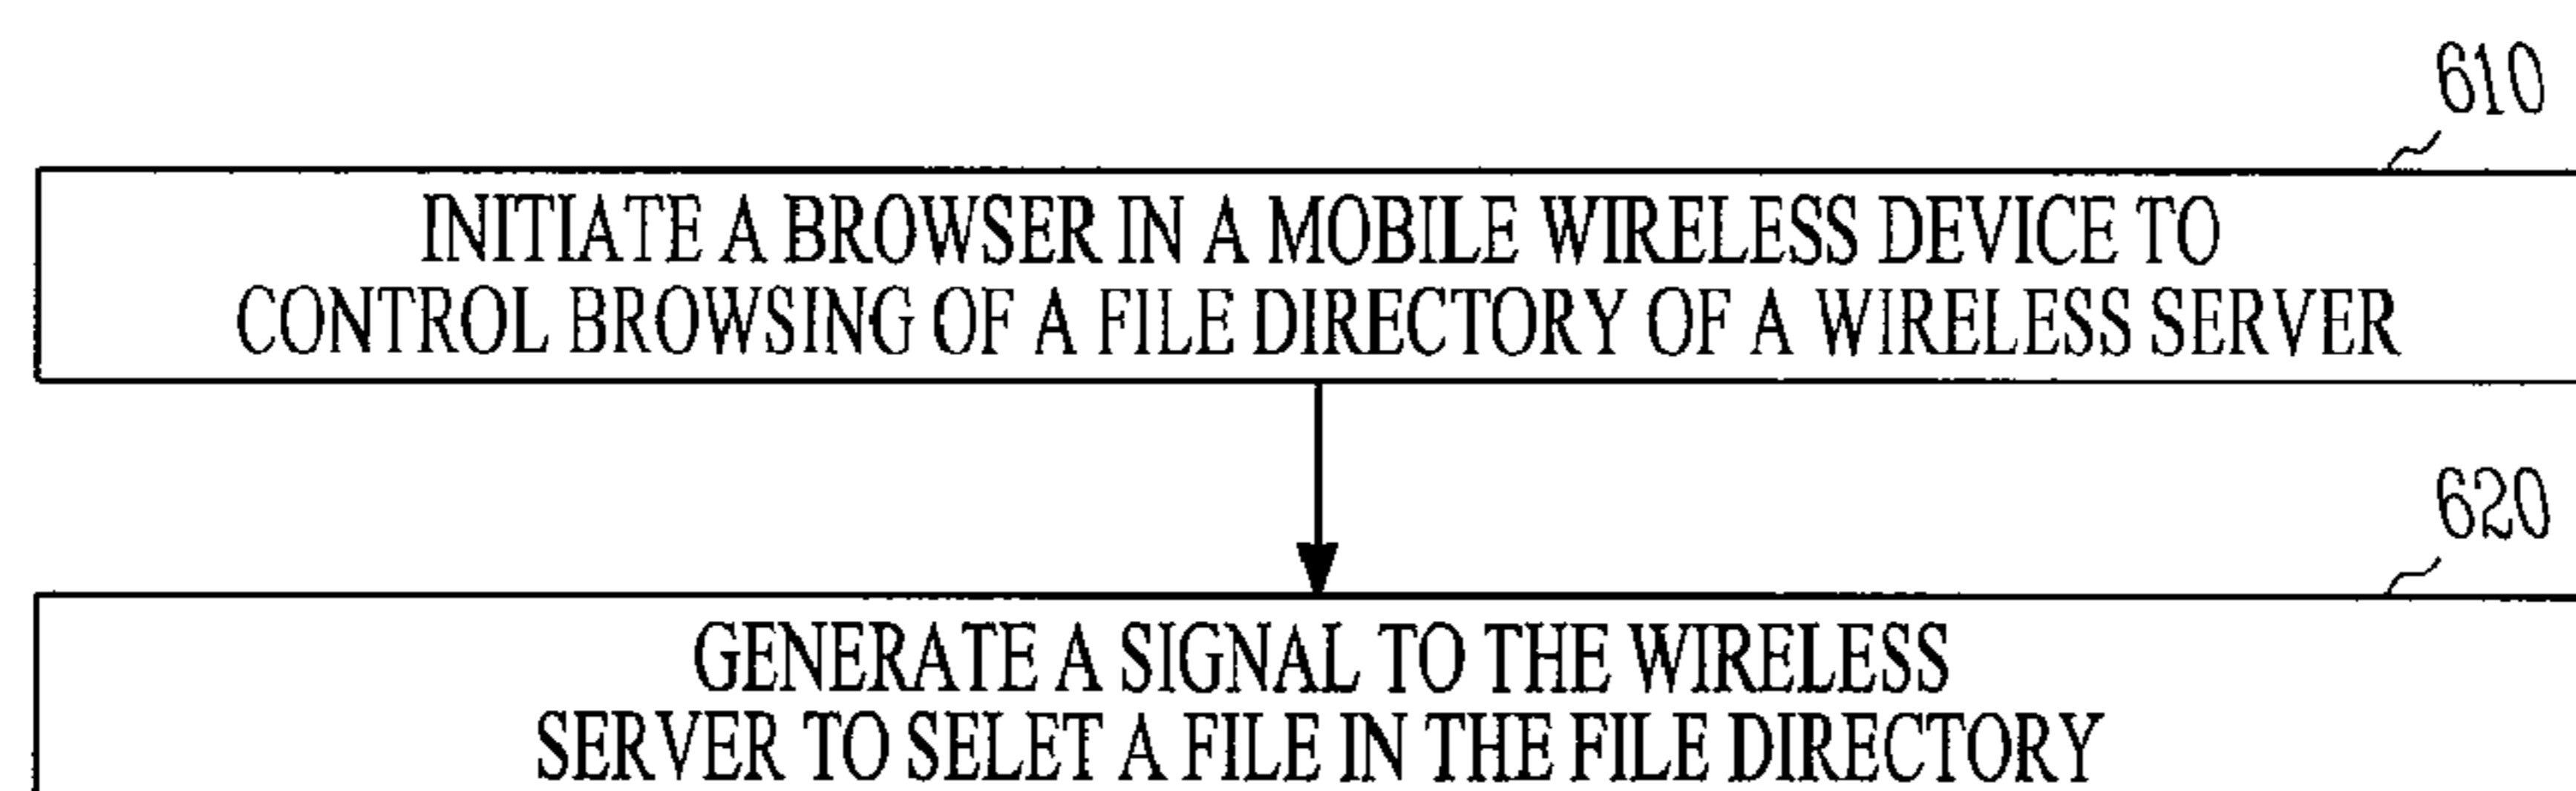 610
INITIATE A BROWSER IN A MOBILE WIRELESS DEVICE TO
CONTROL BROWSING OF A FILE DIRECTORY OF A WIRELESS SERVER
620
GENERATE A SIGNAL TO THE WIRELESS
SERVER TO SELET A FILE IN THE FILE DIRECTORY